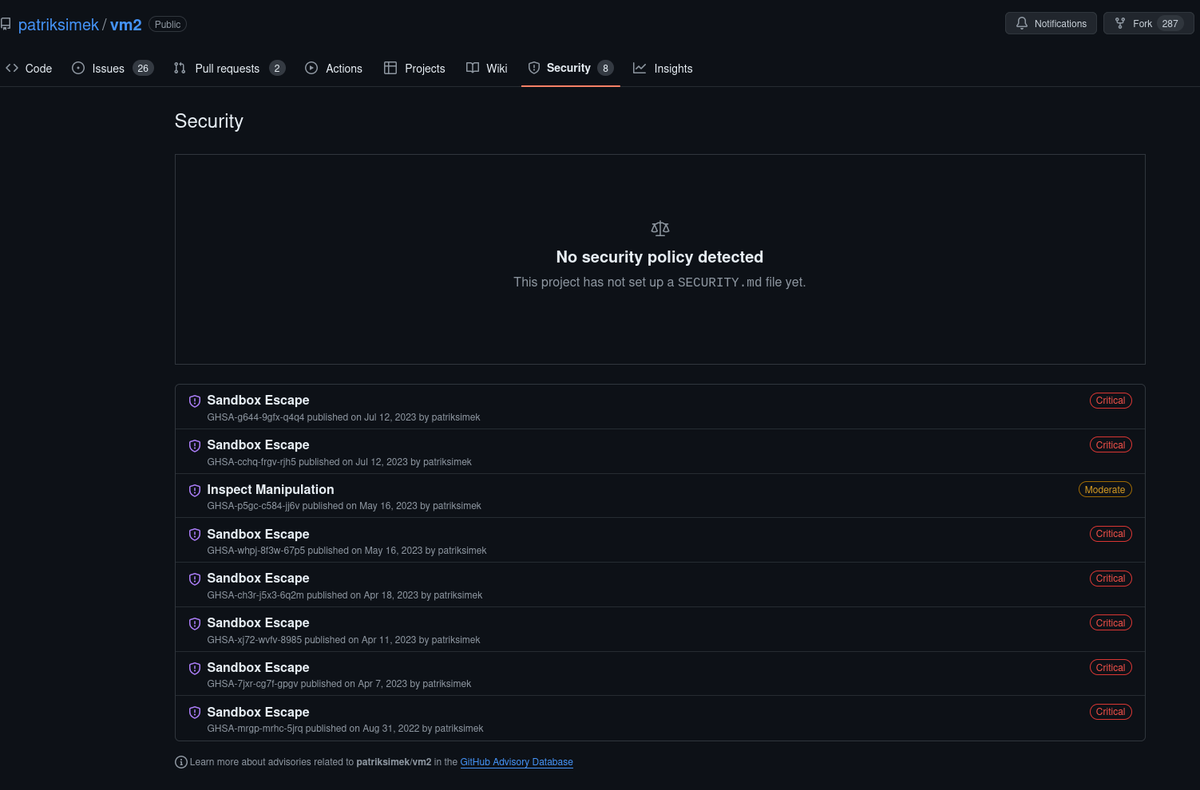 patriksimek / vm2 Public Notifications Fork 287
Code Issues 26 Pull requests 2 Actions Projects Wiki Security 8 Insights
Security
No security policy detected
This project has not set up a SECURITY.md file yet.
Sandbox Escape Critical
GHSA-g644-9gfx-q4q4 published on Jul 12, 2023 by patriksimek
Sandbox Escape Critical
GHSA-cchq-frgv-rjh5 published on Jul 12, 2023 by patriksimek
Inspect Manipulation Moderate
GHSA-p5gc-c584-jj6v published on May 16, 2023 by patriksimek
Sandbox Escape Critical
GHSA-whpj-8f3w-67p5 published on May 16, 2023 by patriksimek
Sandbox Escape Critical
GHSA-ch3r-j5x3-6q2m published on Apr 18, 2023 by patriksimek
Sandbox Escape Critical
GHSA-xj72-wvfv-8985 published on Apr 11, 2023 by patriksimek
Sandbox Escape Critical
GHSA-7jxr-cg7f-gpgv published on Apr 7, 2023 by patriksimek
Sandbox Escape Critical
GHSA-mrgp-mrhc-5jrq published on Aug 31, 2022 by patriksimek
Learn more about advisories related to patriksimek/vm2 in the GitHub Advisory Database